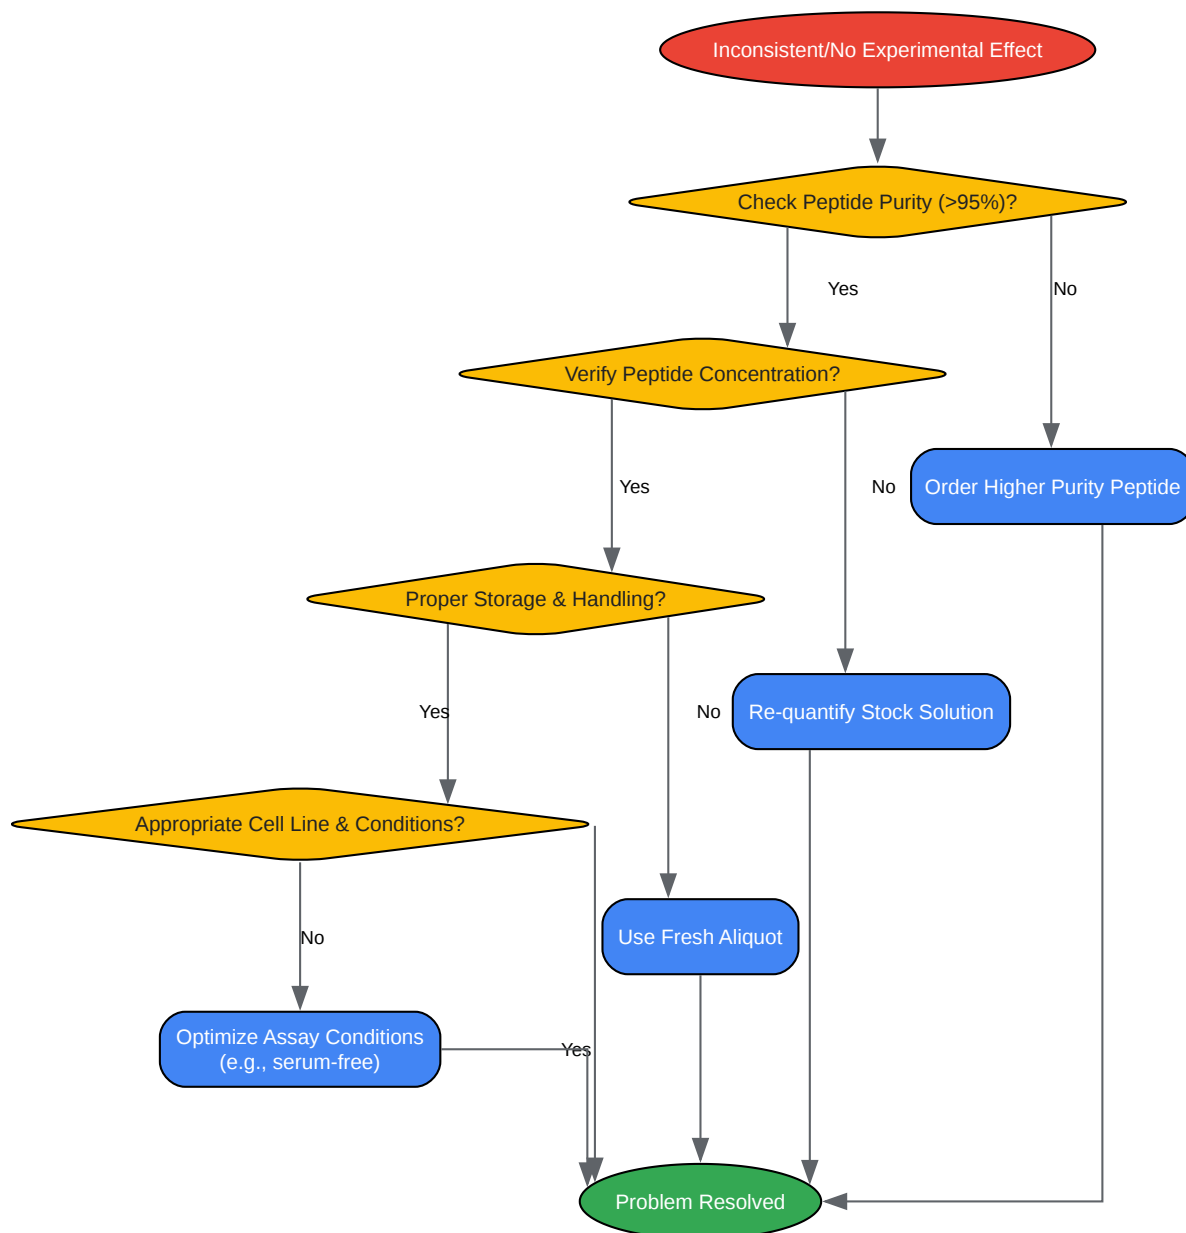 Inconsistent/No Experimental Effect
Check Peptide Purity (>95%)?
Yes
No
Verify Peptide Concentration?
Yes
No
Order Higher Purity Peptide
Proper Storage & Handling?
Yes
No
Re-quantify Stock Solution
Appropriate Cell Line & Conditions?
No
Use Fresh Aliquot
Optimize Assay Conditions
(e.g., serum-free)
Yes
Problem Resolved